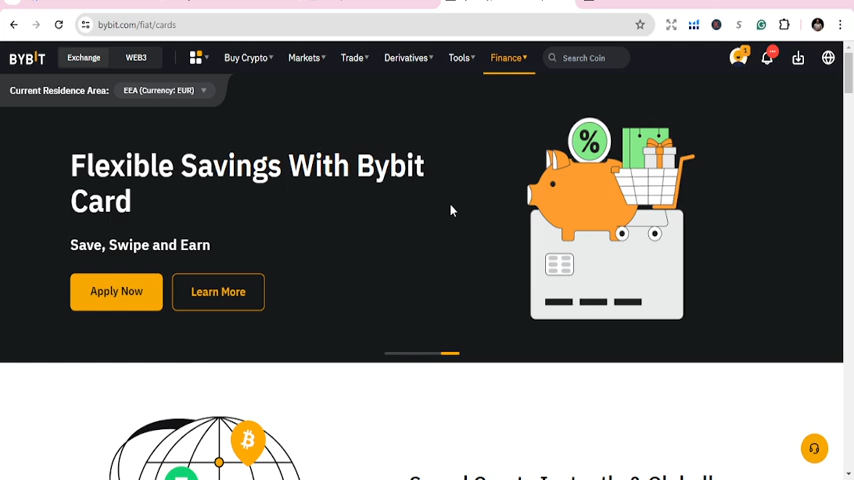 bybit.com/fiat/cards
BYBIT Exchange WEB3 Buy Crypto Markets Trade Derivatives Tools Finance Search Coin 1
Current Residence Area: EEA (Currency: EUR)
%
Flexible Savings With Bybit
Card
Save, Swipe and Earn
Apply Now Learn More